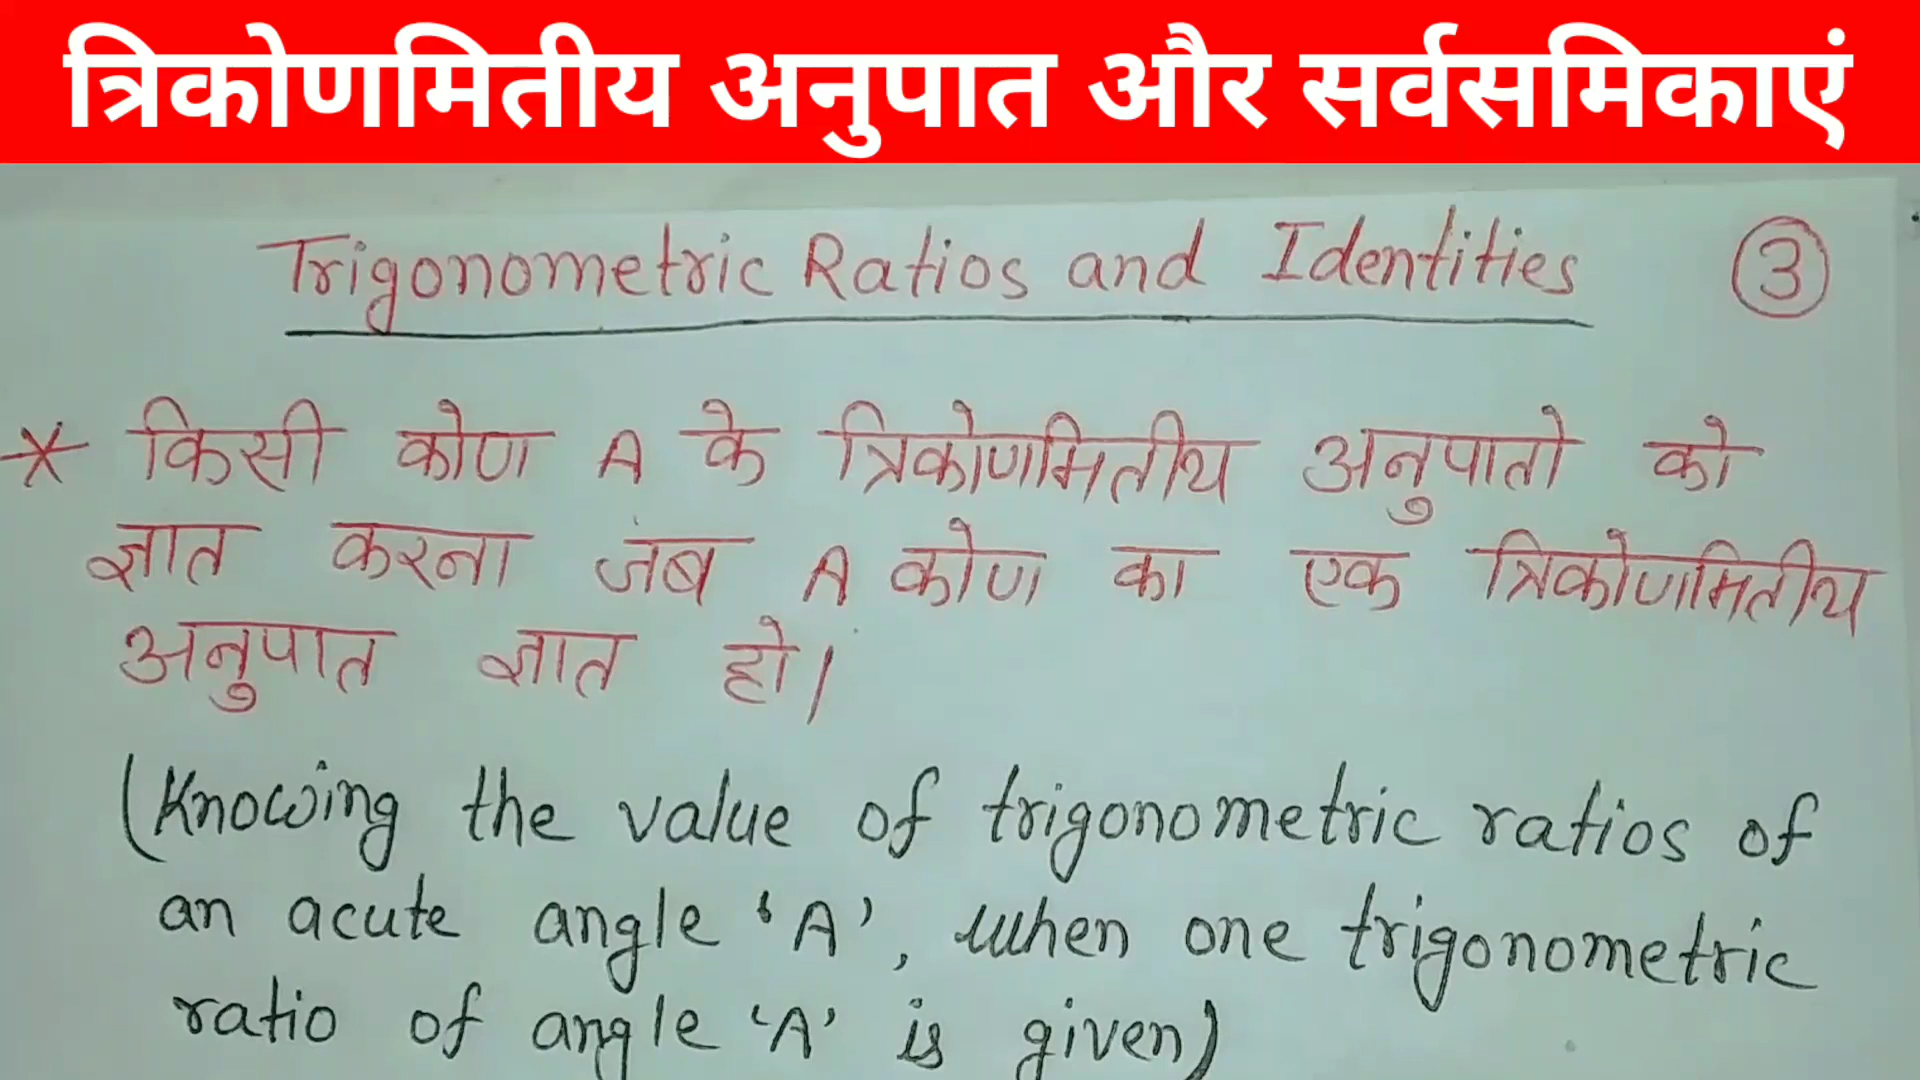 त्रिकोणमितीय अनुपात और सर्वसमिकाएं
Trigonometric Ratios and Identities ③
* किसी कोण A के त्रिकोणमितीय अनुपातो को
ज्ञात करना जब A कोण का एक त्रिकोणमितीय
अनुपात ज्ञात हो।
(Knowing the value of trigonometric ratios of
an acute angle 'A', when one trigonometric
ratio of angle 'A' is given)